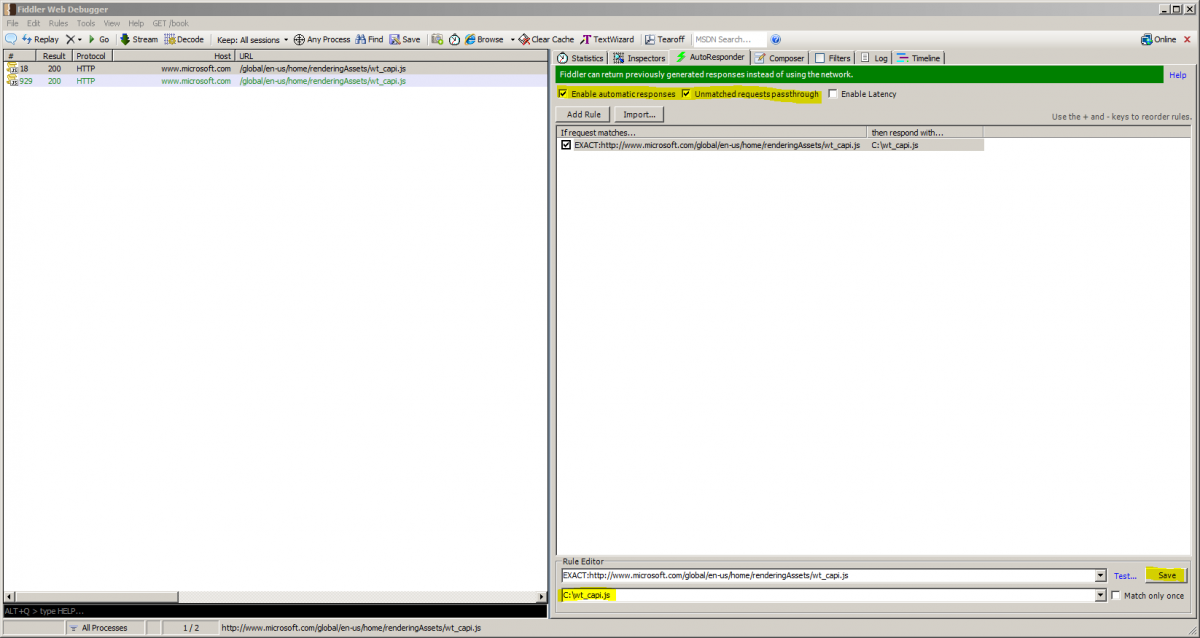 Fiddler Web Debugger
File Edit Rules Tools View Help GET /book
Replay Go Stream Decode Keep: All sessions Any Process Find Save Browse Clear Cache TextWizard Tearoff MSDN Search... Online
# Result Protocol Host URL
18 200 HTTP www.microsoft.com /global/en-us/home/renderingAssets/wt_capi.js
929 200 HTTP www.microsoft.com /global/en-us/home/renderingAssets/wt_capi.js
Statistics Inspectors AutoResponder Composer Filters Log Timeline
Fiddler can return previously generated responses instead of using the network. Help
Enable automatic responses Unmatched requests passthrough Enable Latency
Add Rule Import... Use the + and - keys to reorder rules.
If request matches... then respond with...
EXACT:http://www.microsoft.com/global/en-us/home/renderingAssets/wt_capi.js C:\wt_capi.js
Rule Editor
EXACT:http://www.microsoft.com/global/en-us/home/renderingAssets/wt_capi.js Test... Save
C:\wt_capi.js Match only once
ALT+Q > type HELP...
All Processes 1 / 2 http://www.microsoft.com/global/en-us/home/renderingAssets/wt_capi.js